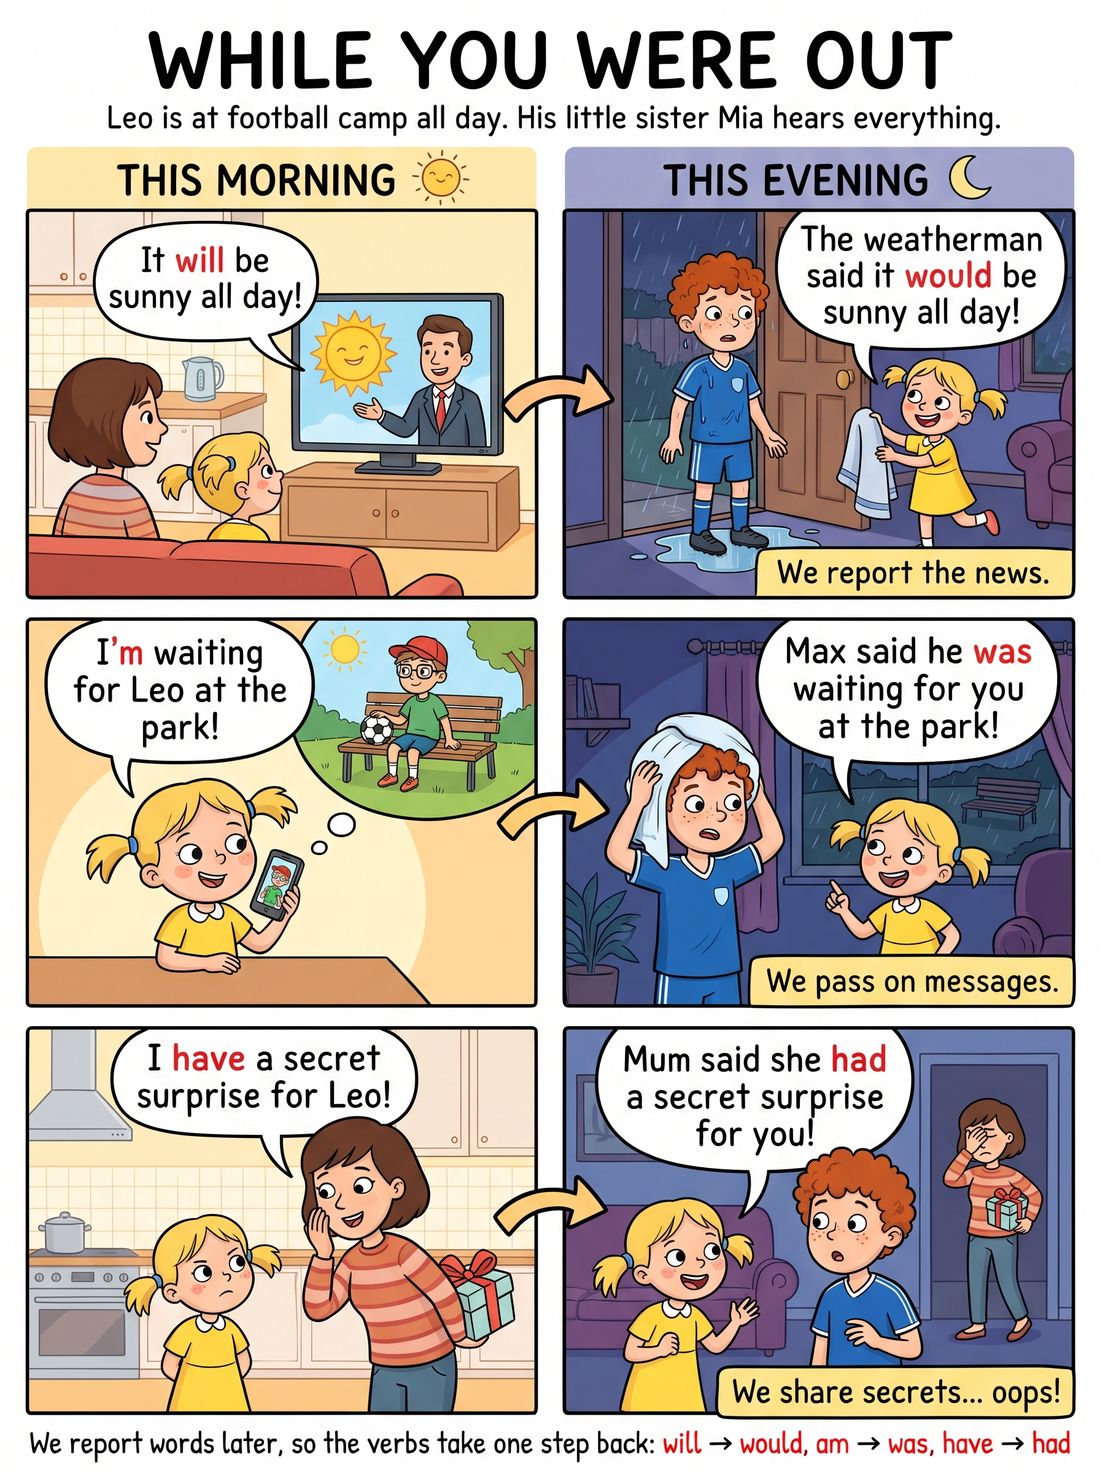 WHILE YOU WERE OUT
Leo is at football camp all day. His little sister Mia hears everything.
THIS MORNING
THIS EVENING
It will be
sunny all day!
The weatherman
said it would be
sunny all day!
We report the news.
I'm waiting
for Leo at the
park!
Max said he was
waiting for you
at the park!
We pass on messages.
I have a secret
surprise for Leo!
Mum said she had
a secret surprise
for you!
We share secrets... oops!
We report words later, so the verbs take one step back: will → would, am → was, have → had